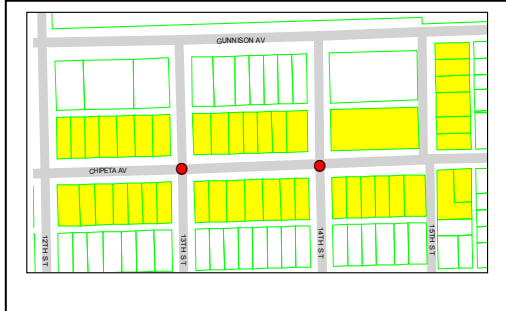 GUNNISON AV
CHIPETA AV
12TH ST
13TH ST
14TH ST
15TH ST